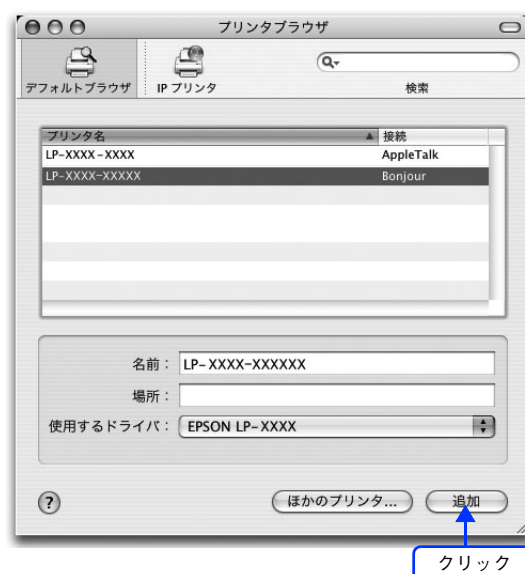 プリンタブラウザ
デフォルトブラウザ
IP プリンタ
検索
プリンタ名 接続
LP-XXXX-XXXX AppleTalk
LP-XXXX-XXXXX Bonjour
名前： LP-XXXX-XXXXXX
場所：
使用するドライバ： EPSON LP-XXXX
?
ほかのプリンタ... 追加
クリック